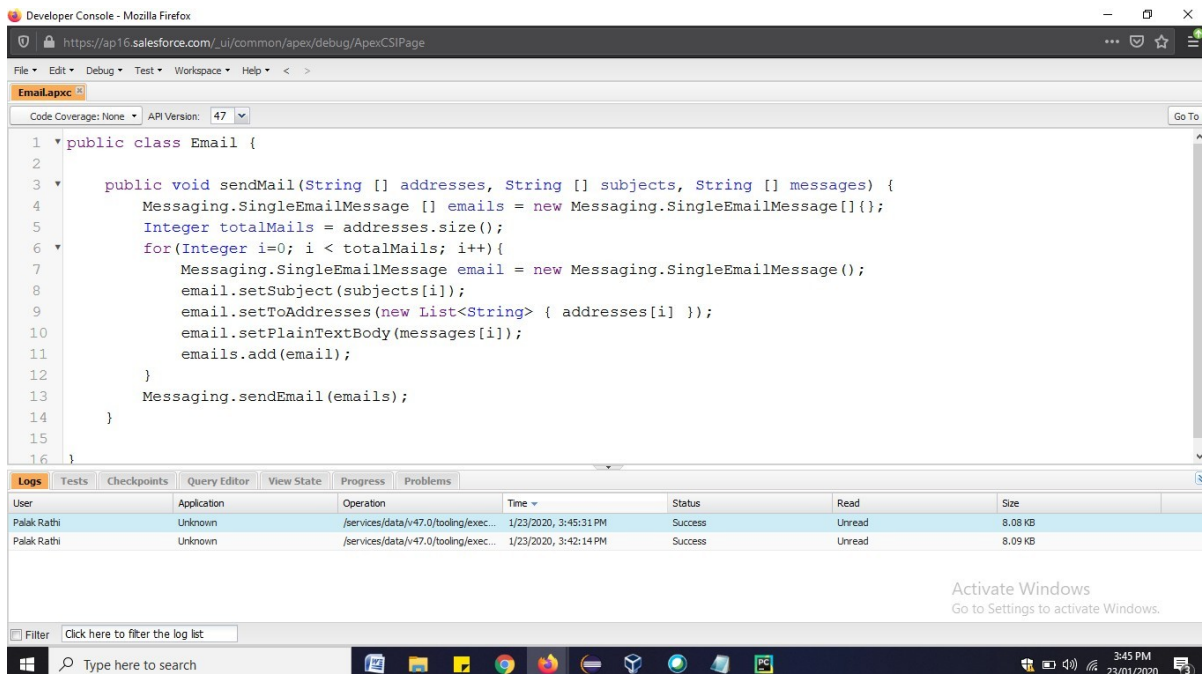 Developer Console - Mozilla Firefox
https://ap16.salesforce.com/_ui/common/apex/debug/ApexCSIPage
File Edit Debug Test Workspace Help < >
Email.apxc
Code Coverage: None API Version: 47 Go To
1 public class Email {
2
3 public void sendMail(String [] addresses, String [] subjects, String [] messages) {
4 Messaging.SingleEmailMessage [] emails = new Messaging.SingleEmailMessage[]{};
5 Integer totalMails = addresses.size();
6 for(Integer i=0; i < totalMails; i++){
7 Messaging.SingleEmailMessage email = new Messaging.SingleEmailMessage();
8 email.setSubject(subjects[i]);
9 email.setToAddresses(new List<String> { addresses[i] });
10 email.setPlainTextBody(messages[i]);
11 emails.add(email);
12 }
13 Messaging.sendEmail(emails);
14 }
15
16 }
Logs Tests Checkpoints Query Editor View State Progress Problems
User Application Operation Time Status Read Size
Palak Rathi Unknown /services/data/v47.0/tooling/exec... 1/23/2020, 3:45:31 PM Success Unread 8.08 KB
Palak Rathi Unknown /services/data/v47.0/tooling/exec... 1/23/2020, 3:42:14 PM Success Unread 8.09 KB
Activate Windows
Go to Settings to activate Windows.
Filter Click here to filter the log list
Type here to search
PC
3:45 PM
23/01/2020
3